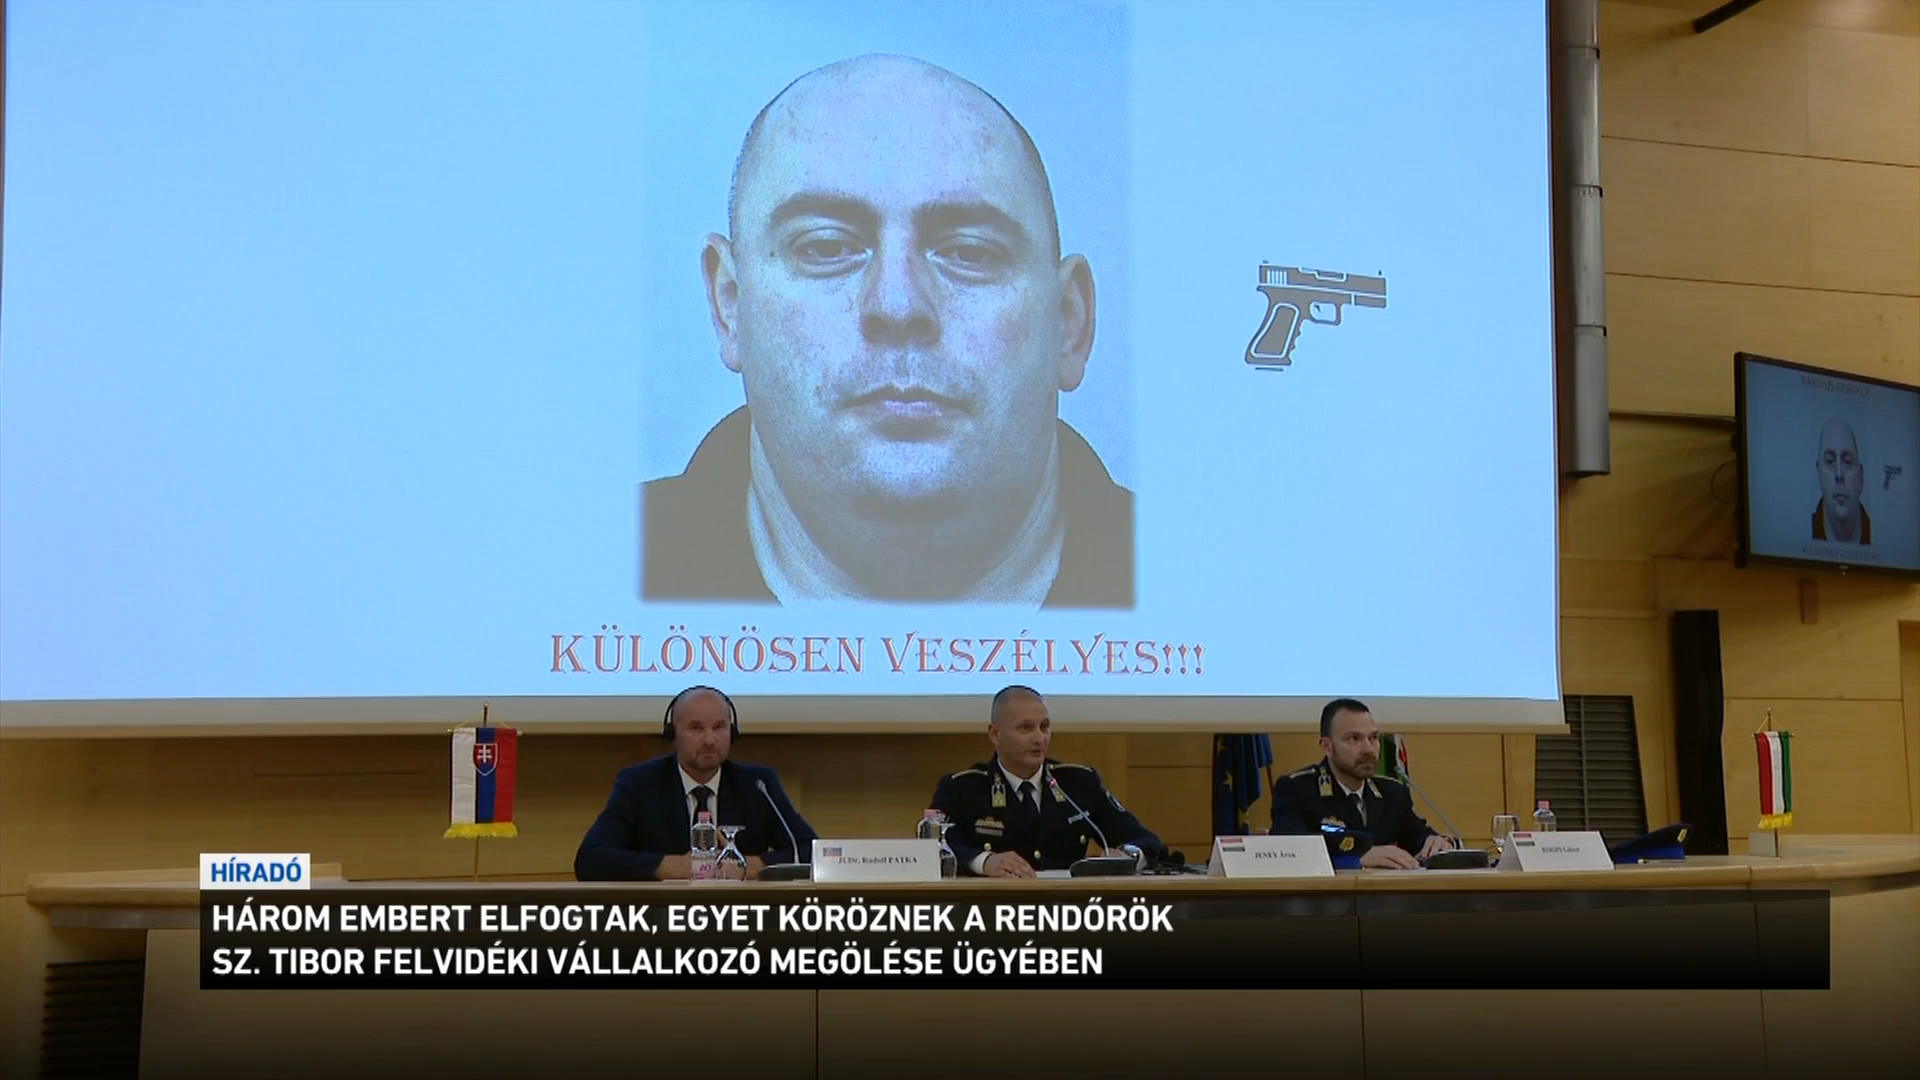 KÜLÖNÖSEN VESZÉLYES!!!
JUDr. Rudolf PATKA
JENEY Áron
HÍRADÓ
HÁROM EMBERT ELFOGTAK, EGYET KÖRÖZNEK A RENDŐRÖK
SZ. TIBOR FELVIDÉKI VÁLLALKOZÓ MEGÖLÉSE ÜGYÉBEN